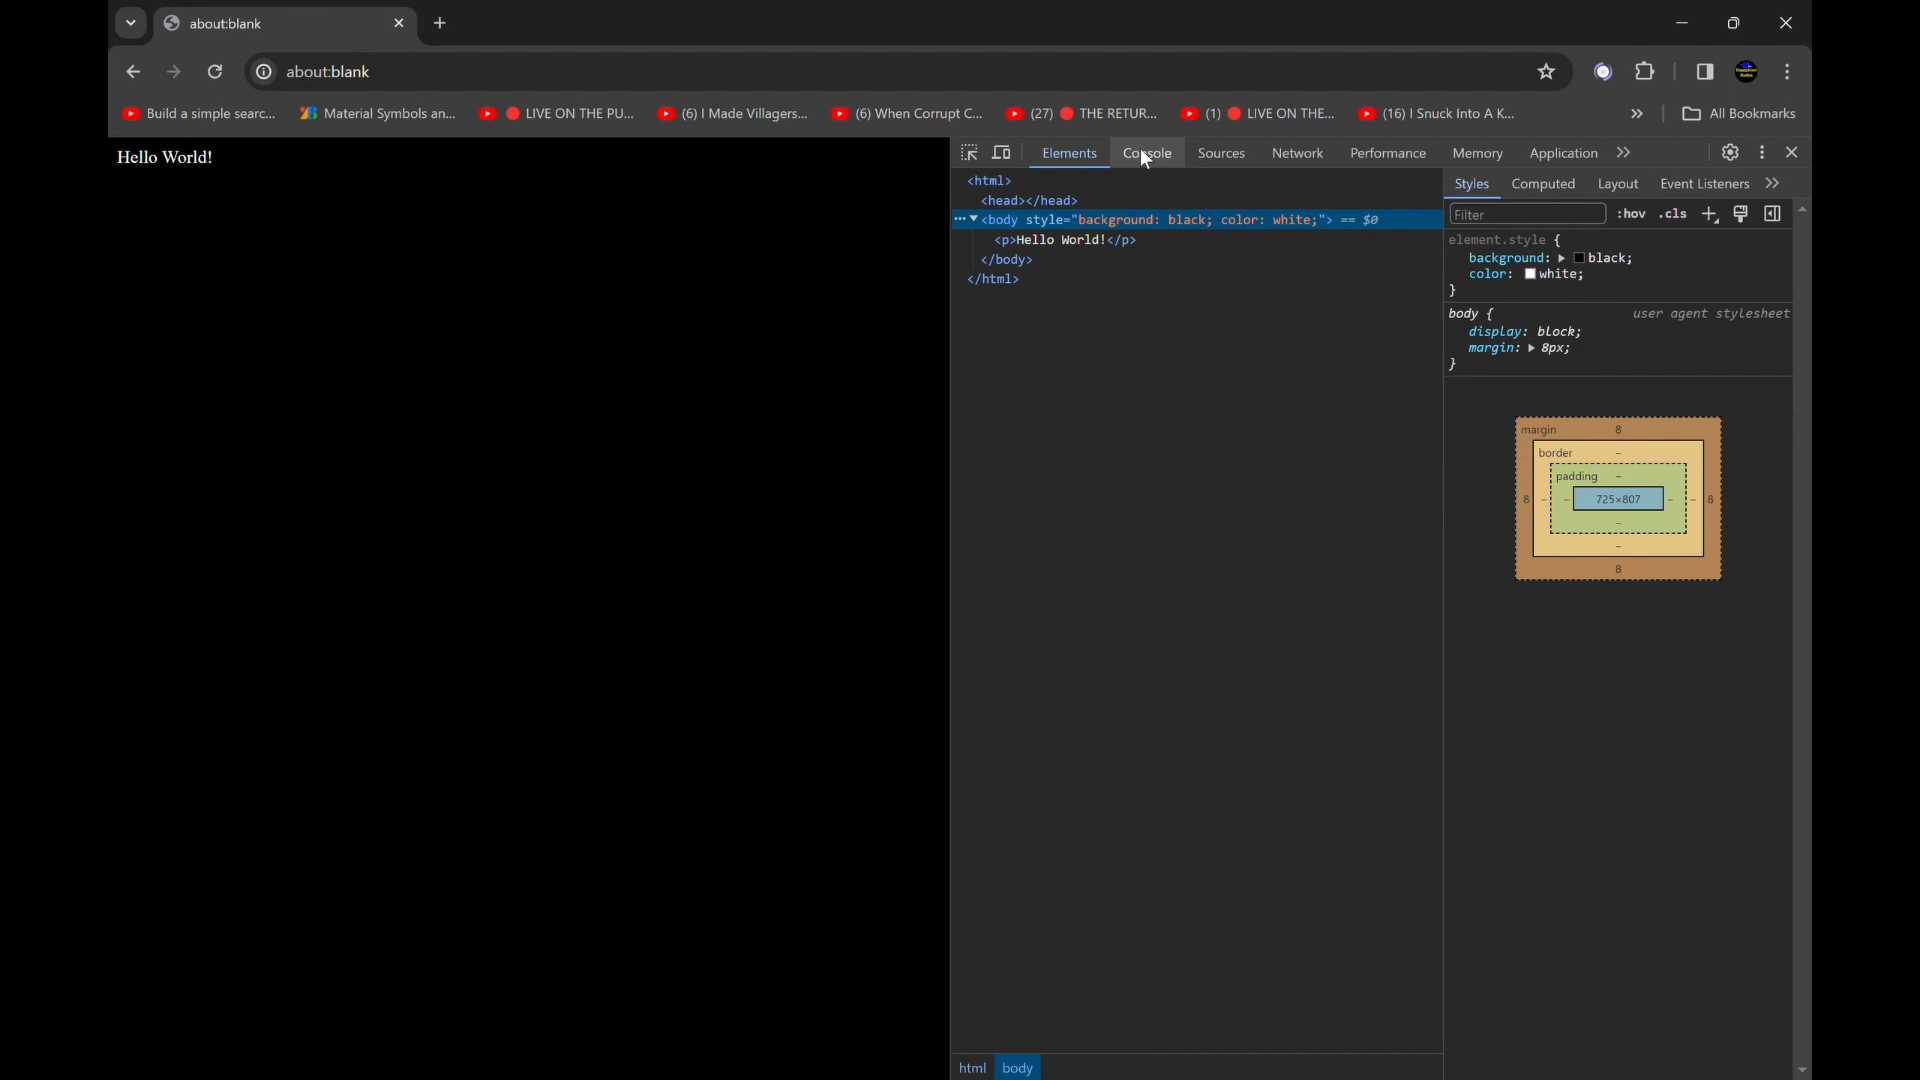 about:blank
about:blank
Build a simple searc...
Material Symbols an...
LIVE ON THE PU...
(6) I Made Villagers...
(6) When Corrupt C...
(27) THE RETUR...
(1) LIVE ON THE...
(16) I Snuck Into A K...
All Bookmarks
Hello World!
Elements Console Sources Network Performance Memory Application
<html>
<head></head>
<body style="background: black; color: white;"> == $0
<p>Hello World!</p>
</body>
</html>
html body
Styles Computed Layout Event Listeners
Filter :hov .cls
element.style {
background: black;
color: white;
}
body { user agent stylesheet
display: block;
margin: 8px;
}
margin 8
border –
padding –
8 – – 725×807 – – 8
–
–
8